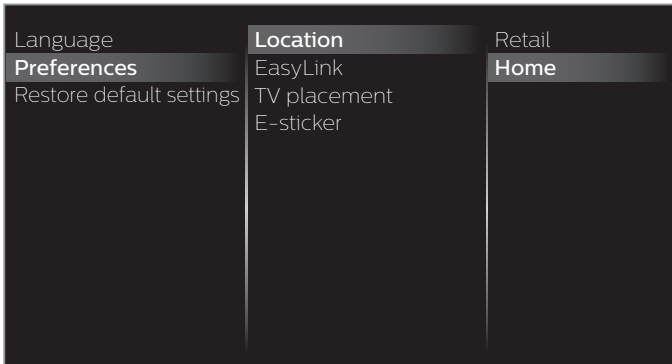 Language
Preferences
Restore default settings
Location
EasyLink
TV placement
E-sticker
Retail
Home